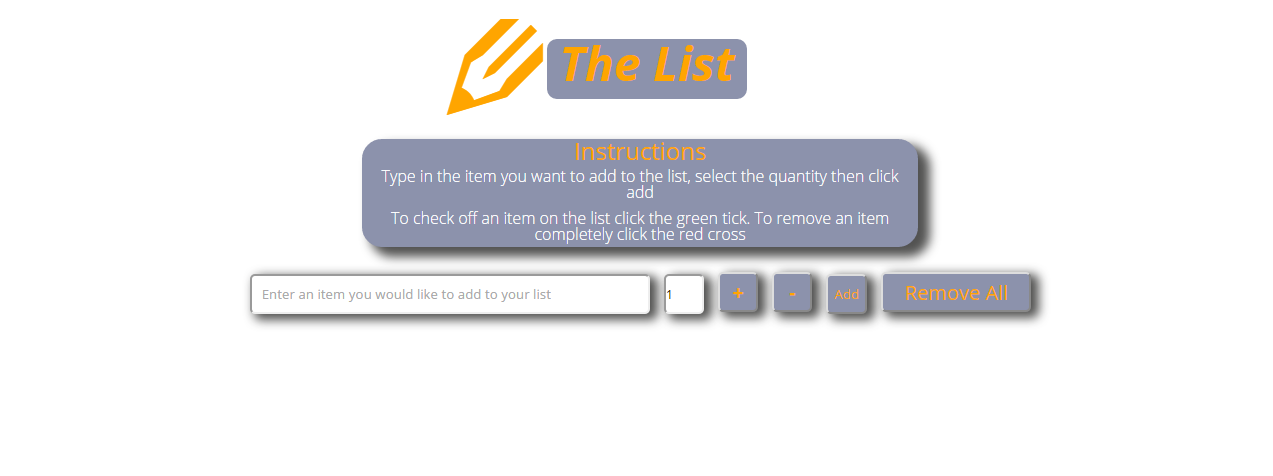 The List
Instructions
Type in the item you want to add to the list, select the quantity then click
add
To check off an item on the list click the green tick. To remove an item
completely click the red cross
Enter an item you would like to add to your list 1 + - Add Remove All